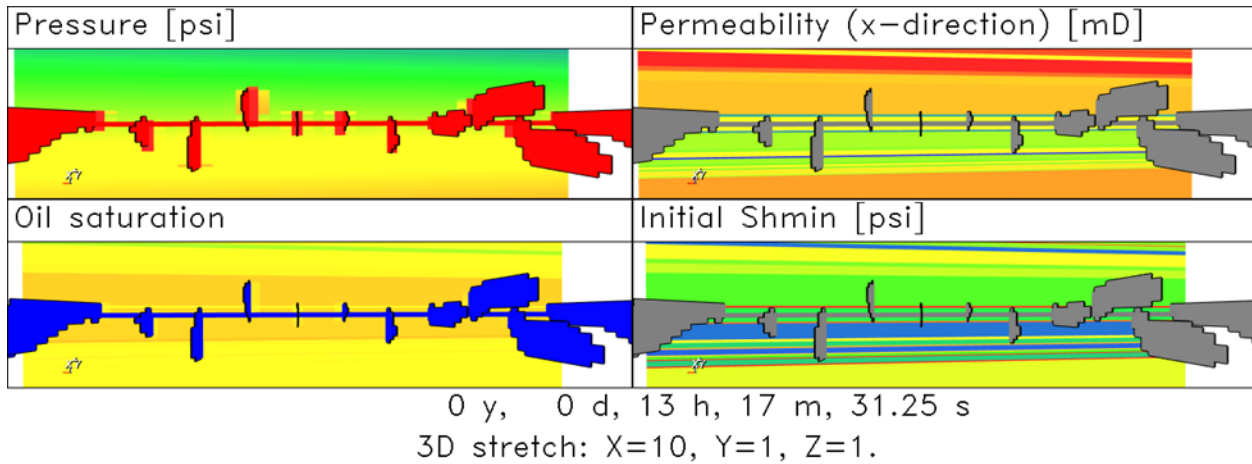 Pressure [psi]
Permeability (x-direction) [mD]
Oil saturation
Initial Shmin [psi]
0 y, 0 d, 13 h, 17 m, 31.25 s
3D stretch: X=10, Y=1, Z=1.